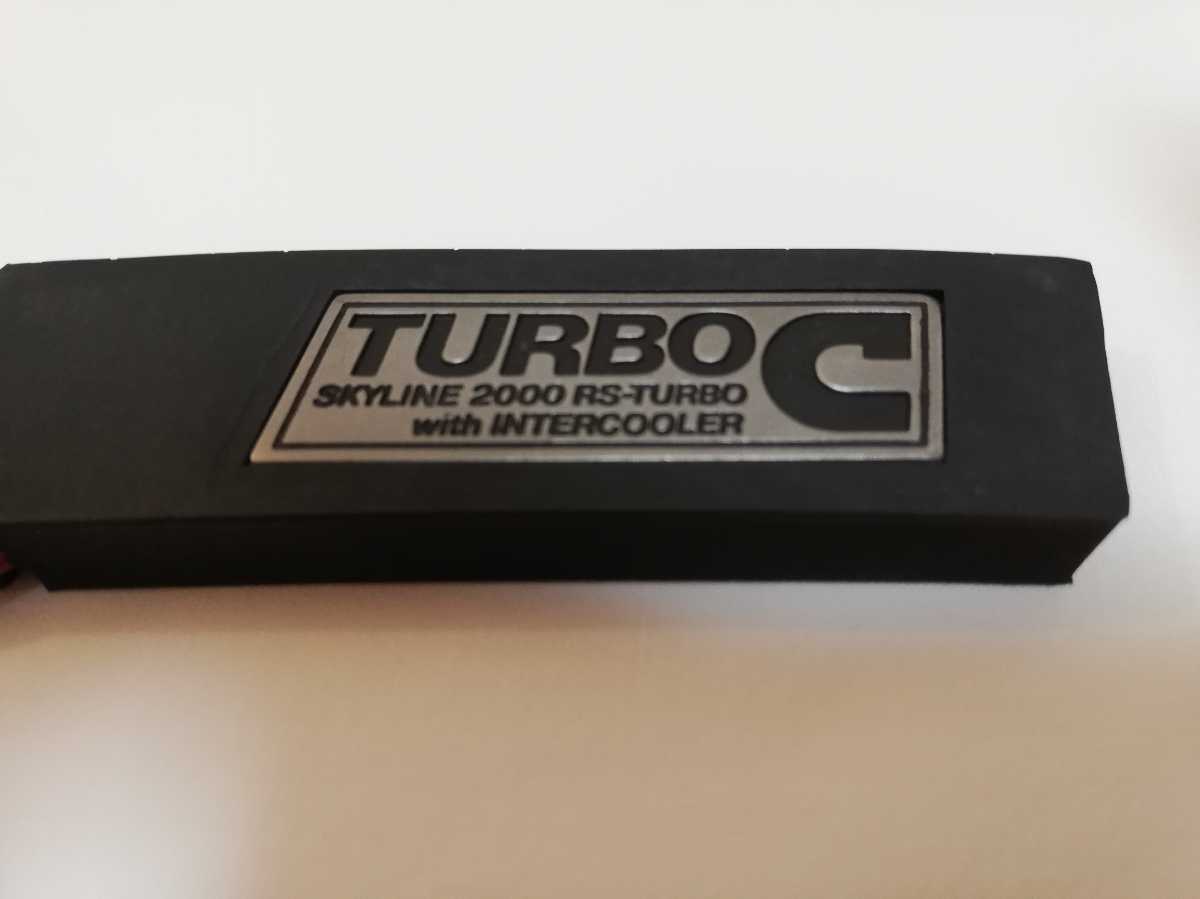 TURBO C
SKYLINE 2000 RS-TURBO
with INTERCOOLER